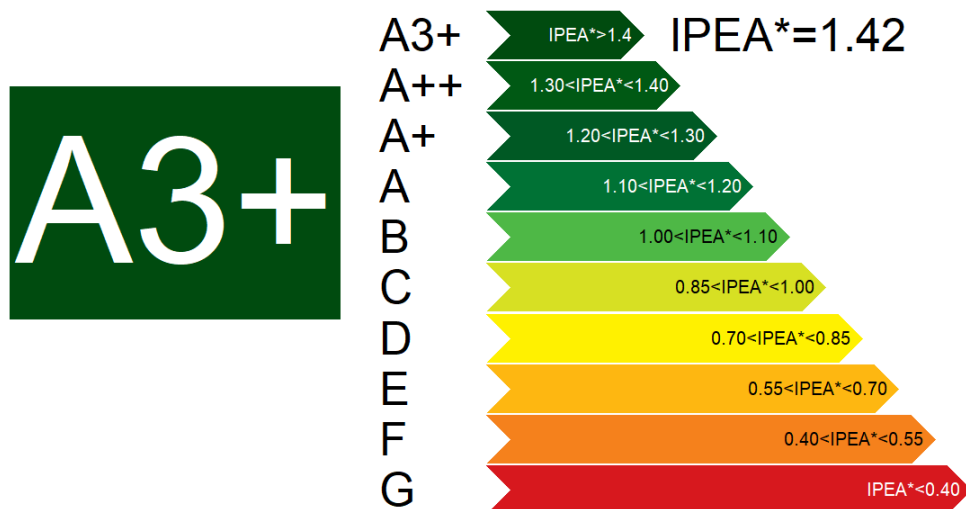 A3+
A3+ IPEA*>1.4 IPEA*=1.42
A++ 1.30<IPEA*<1.40
A+ 1.20<IPEA*<1.30
A 1.10<IPEA*<1.20
B 1.00<IPEA*<1.10
C 0.85<IPEA*<1.00
D 0.70<IPEA*<0.85
E 0.55<IPEA*<0.70
F 0.40<IPEA*<0.55
G IPEA*<0.40